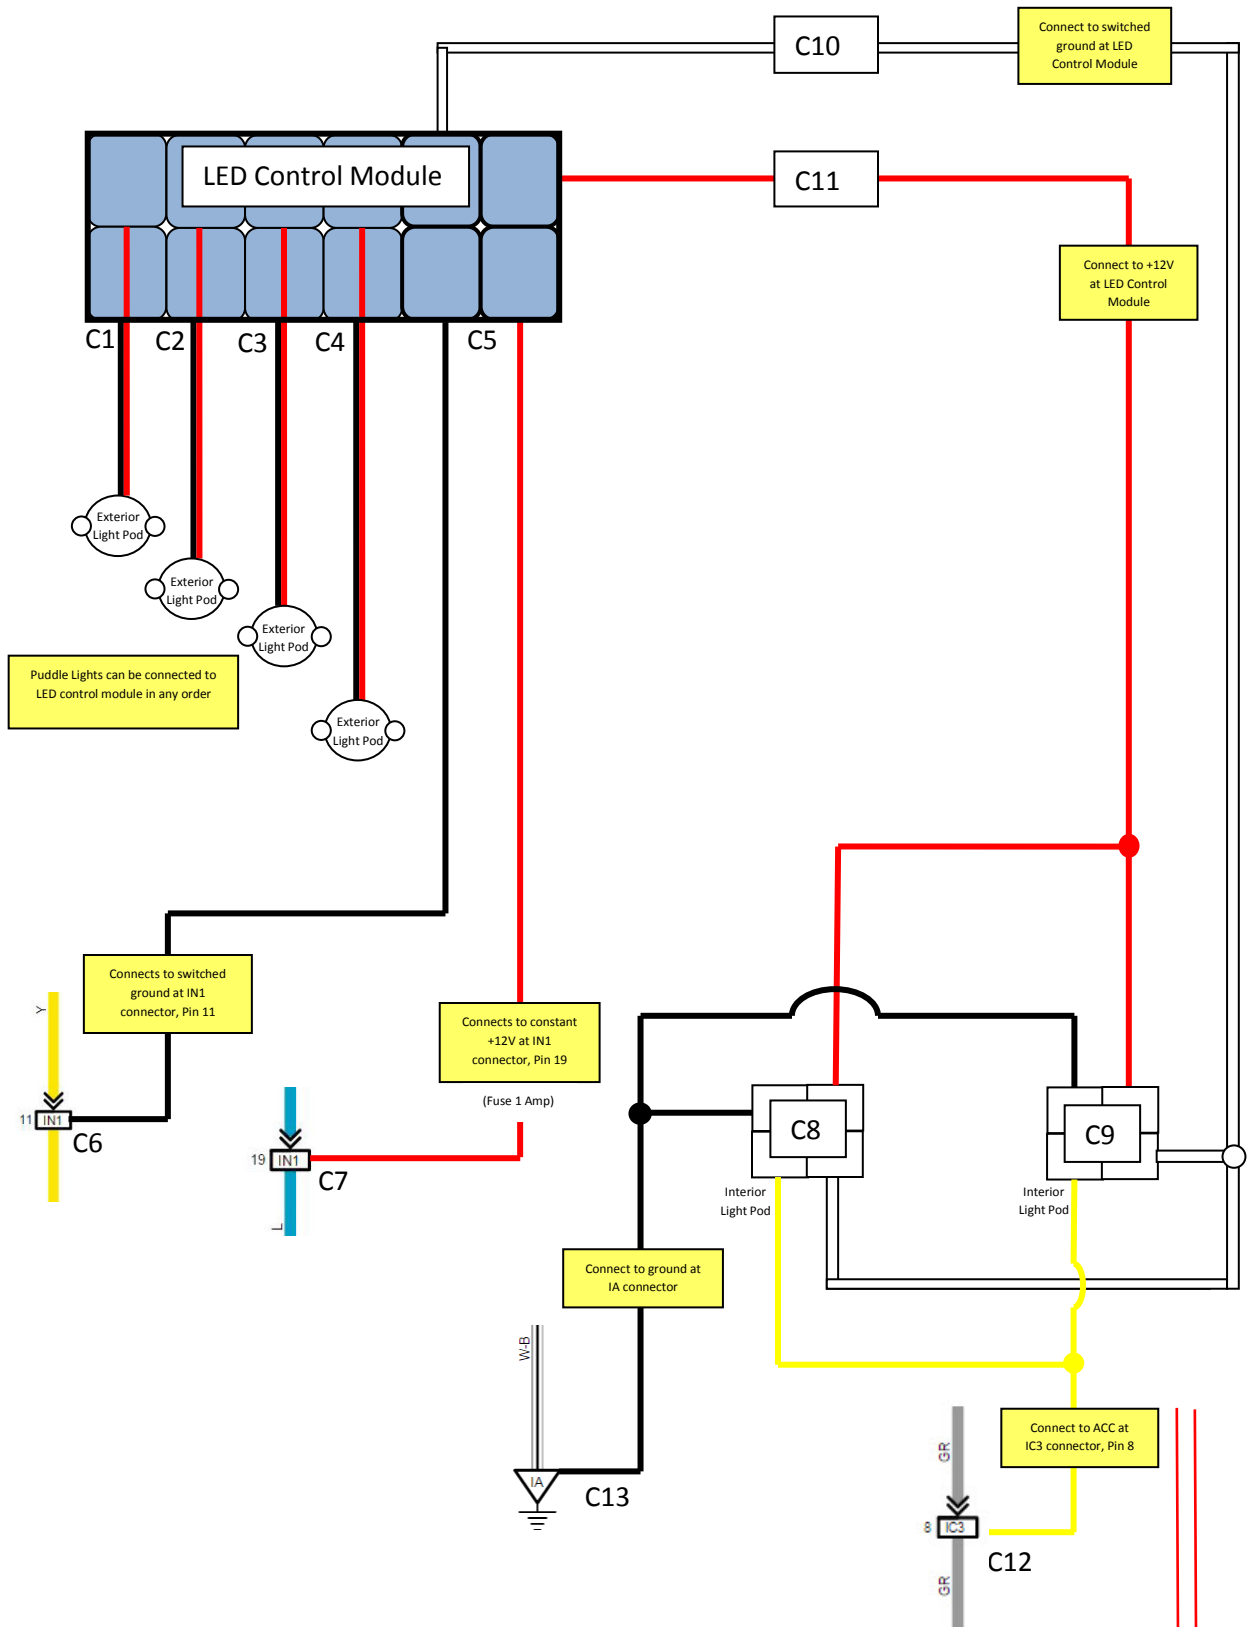 C10
Connect to switched
ground at LED
Control Module
LED Control Module
C11
Connect to +12V
at LED Control
Module
C1
C2
C3
C4
C5
Exterior
Light Pod
Exterior
Light Pod
Exterior
Light Pod
Exterior
Light Pod
Puddle Lights can be connected to
LED control module in any order
Connects to switched
ground at IN1
connector, Pin 11
Y
11
IN1
C6
Connects to constant
+12V at IN1
connector, Pin 19
(Fuse 1 Amp)
19
IN1
C7
L
C8
Interior
Light Pod
C9
Interior
Light Pod
Connect to ground at
IA connector
W-B
IA
C13
Connect to ACC at
IC3 connector, Pin 8
GR
8
IC3
C12
GR